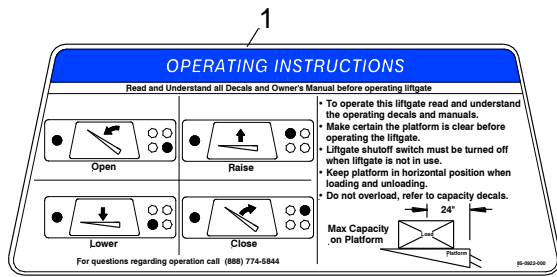 1
OPERATING INSTRUCTIONS
Read and Understand all Decals and Owner's Manual before operating liftgate
Open
Raise
Lower
Close
For questions regarding operation call (888) 774-5844
• To operate this liftgate read and understand
the operating decals and manuals.
• Make certain the platform is clear before
operating the liftgate.
• Liftgate shutoff switch must be turned off
when liftgate is not in use.
• Keep platform in horizontal position when
loading and unloading.
• Do not overload, refer to capacity decals.
24"
Max Capacity
on Platform
Load
Platform